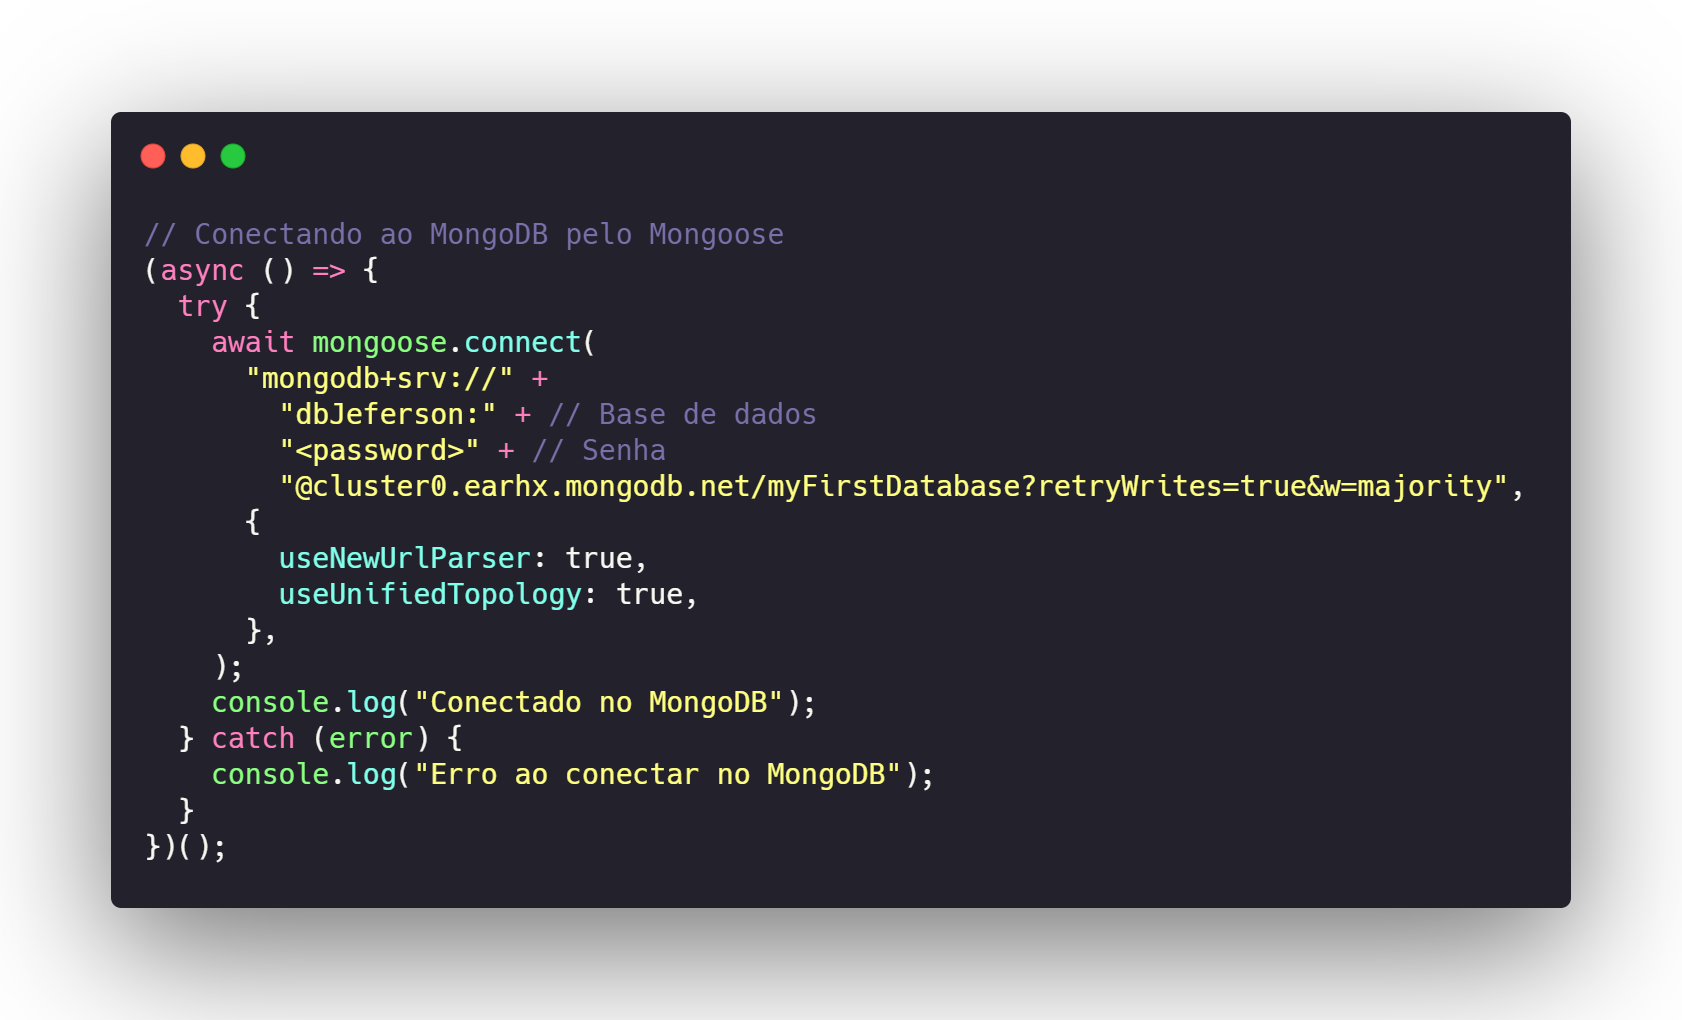 // Conectando ao MongoDB pelo Mongoose
(async () => {
  try {
    await mongoose.connect(
      "mongodb+srv://" +
        "dbJeferson:" + // Base de dados
        "<password>" + // Senha
        "@cluster0.earhx.mongodb.net/myFirstDatabase?retryWrites=true&w=majority",
      {
        useNewUrlParser: true,
        useUnifiedTopology: true,
      },
    );
    console.log("Conectado no MongoDB");
  } catch (error) {
    console.log("Erro ao conectar no MongoDB");
  }
})();